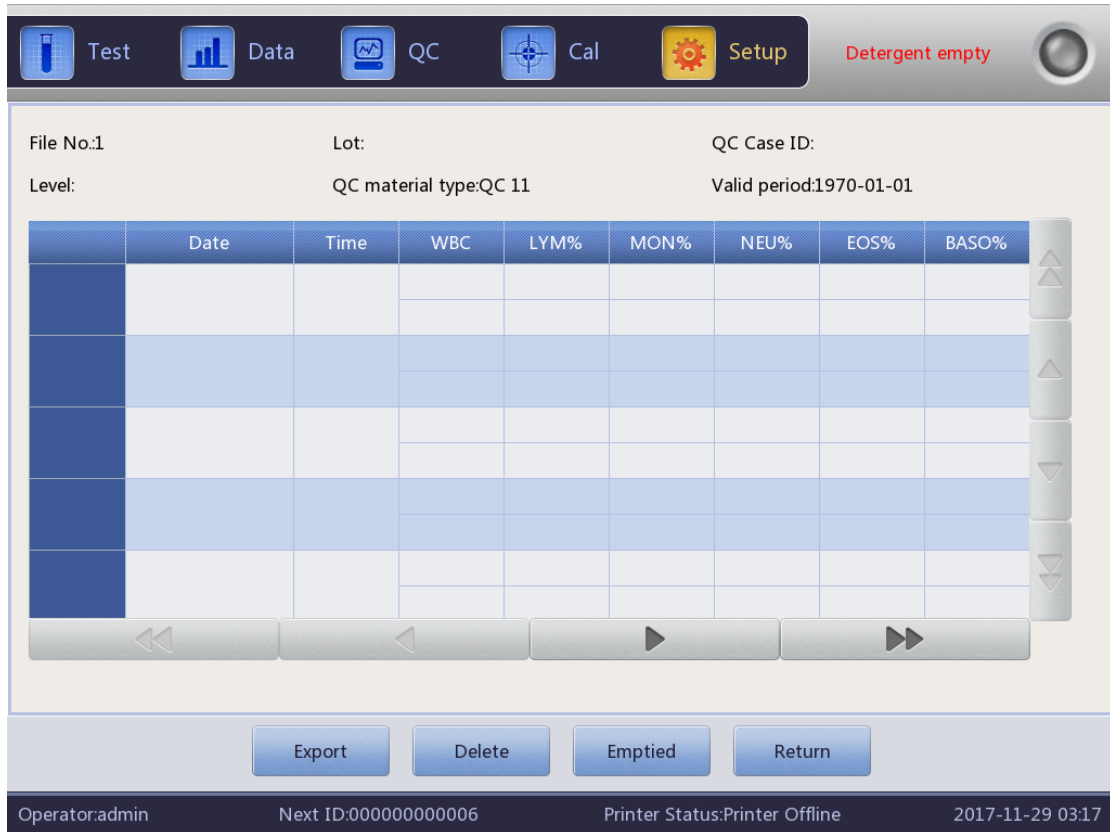 Test Data QC Cal Setup Detergent empty
File No.:1 Lot: QC Case ID:
Level: QC material type:QC 11 Valid period:1970-01-01
Date Time WBC LYM% MON% NEU% EOS% BASO%
Export Delete Emptied Return
Operator:admin Next ID:000000000006 Printer Status:Printer Offline 2017-11-29 03:17